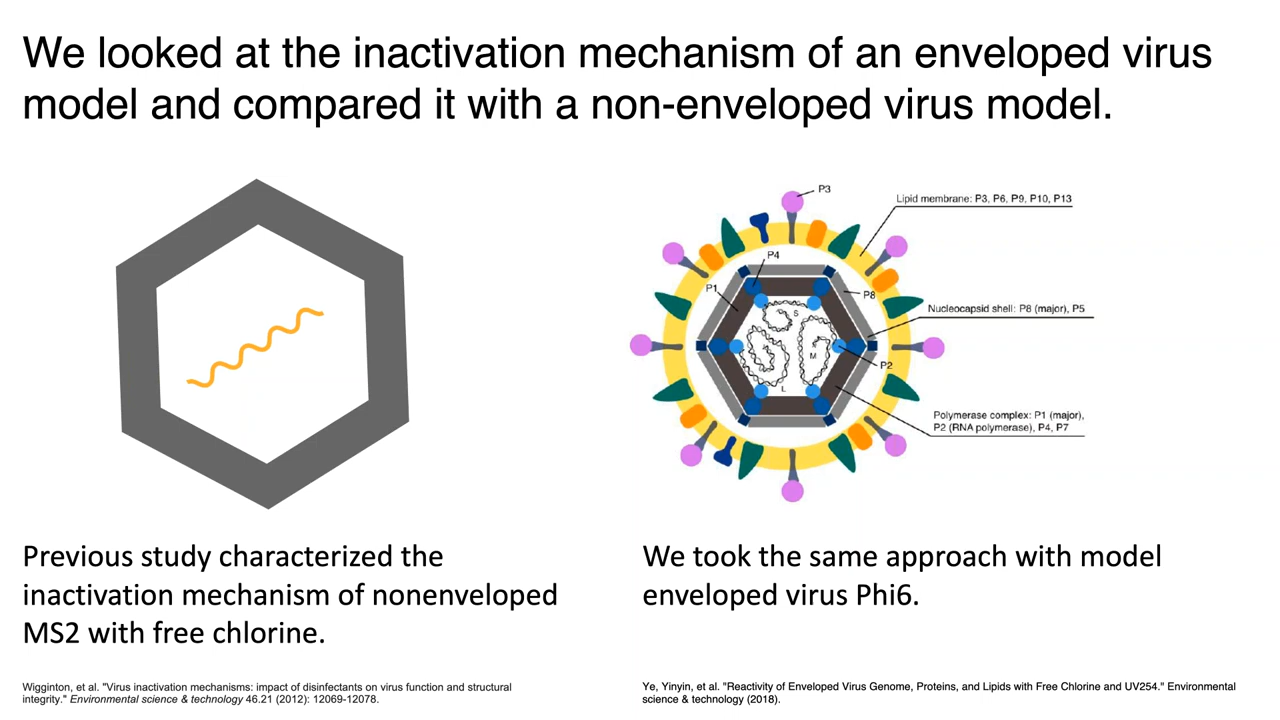 We looked at the inactivation mechanism of an enveloped virus
model and compared it with a non-enveloped virus model.
P3
Lipid membrane: P3, P6, P9, P10, P13
P4
P1
P8
S
Nucleocapsid shell: P8 (major), P5
M
P2
L
Polymerase complex: P1 (major),
P2 (RNA polymerase), P4, P7
Previous study characterized the
inactivation mechanism of nonenveloped
MS2 with free chlorine.
We took the same approach with model
enveloped virus Phi6.
Wigginton, et al. "Virus inactivation mechanisms: impact of disinfectants on virus function and structural
integrity." Environmental science & technology 46.21 (2012): 12069-12078.
Ye, Yinyin, et al. "Reactivity of Enveloped Virus Genome, Proteins, and Lipids with Free Chlorine and UV254." Environmental
science & technology (2018).